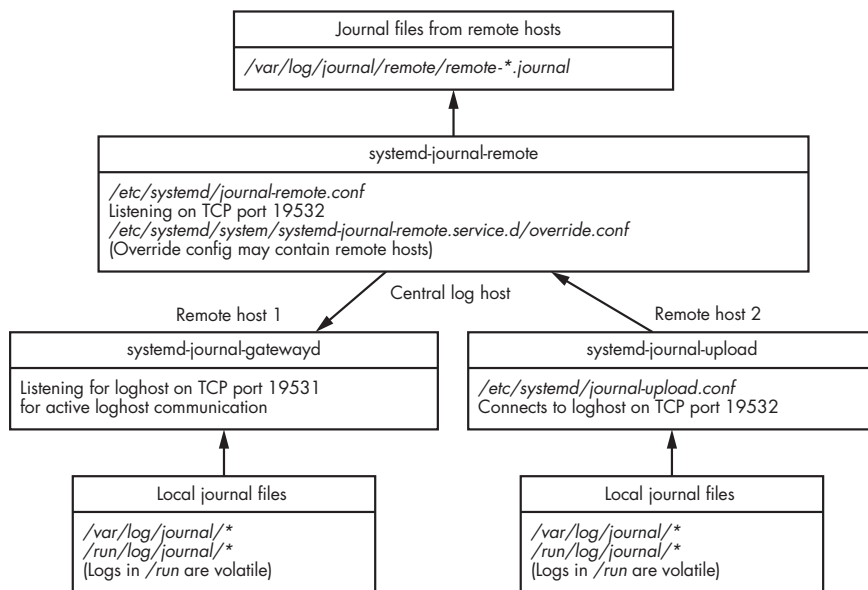 Journal files from remote hosts
/var/log/journal/remote/remote-*.journal
systemd-journal-remote
/etc/systemd/journal-remote.conf
Listening on TCP port 19532
/etc/systemd/system/systemd-journal-remote.service.d/override.conf
(Override config may contain remote hosts)
Central log host
Remote host 1
systemd-journal-gatewayd
Listening for loghost on TCP port 19531
for active loghost communication
Local journal files
/var/log/journal/*
/run/log/journal/*
(Logs in /run are volatile)
Remote host 2
systemd-journal-upload
/etc/systemd/journal-upload.conf
Connects to loghost on TCP port 19532
Local journal files
/var/log/journal/*
/run/log/journal/*
(Logs in /run are volatile)